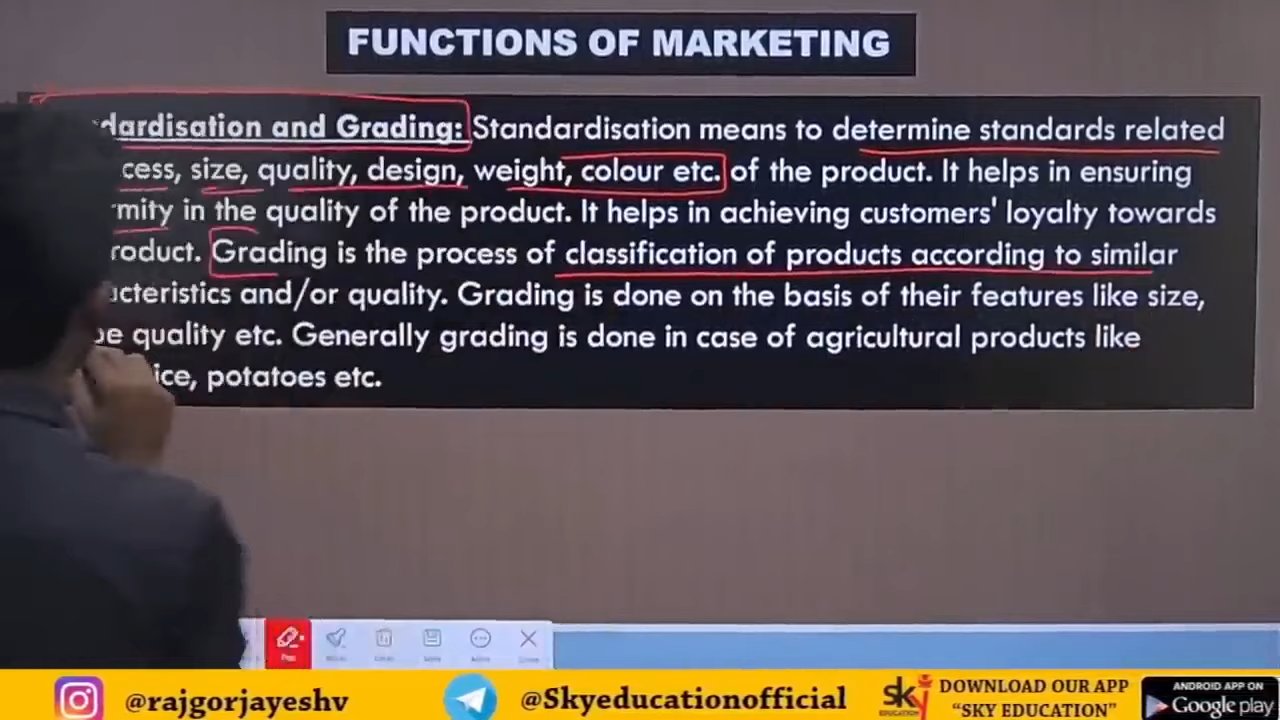 FUNCTIONS OF MARKETING
dardisation and Grading: Standardisation means to determine standards related
cess, size, quality, design, weight, colour etc. of the product. It helps in ensuring
rmity in the quality of the product. It helps in achieving customers' loyalty towards
roduct. Grading is the process of classification of products according to similar
acteristics and/or quality. Grading is done on the basis of their features like size,
quality etc. Generally grading is done in case of agricultural products like
ice, potatoes etc.
@rajgorjayeshv
@Skyeducationofficial
sky
EDUCATION
DOWNLOAD OUR APP
"SKY EDUCATION"
ANDROID APP ON
Google play